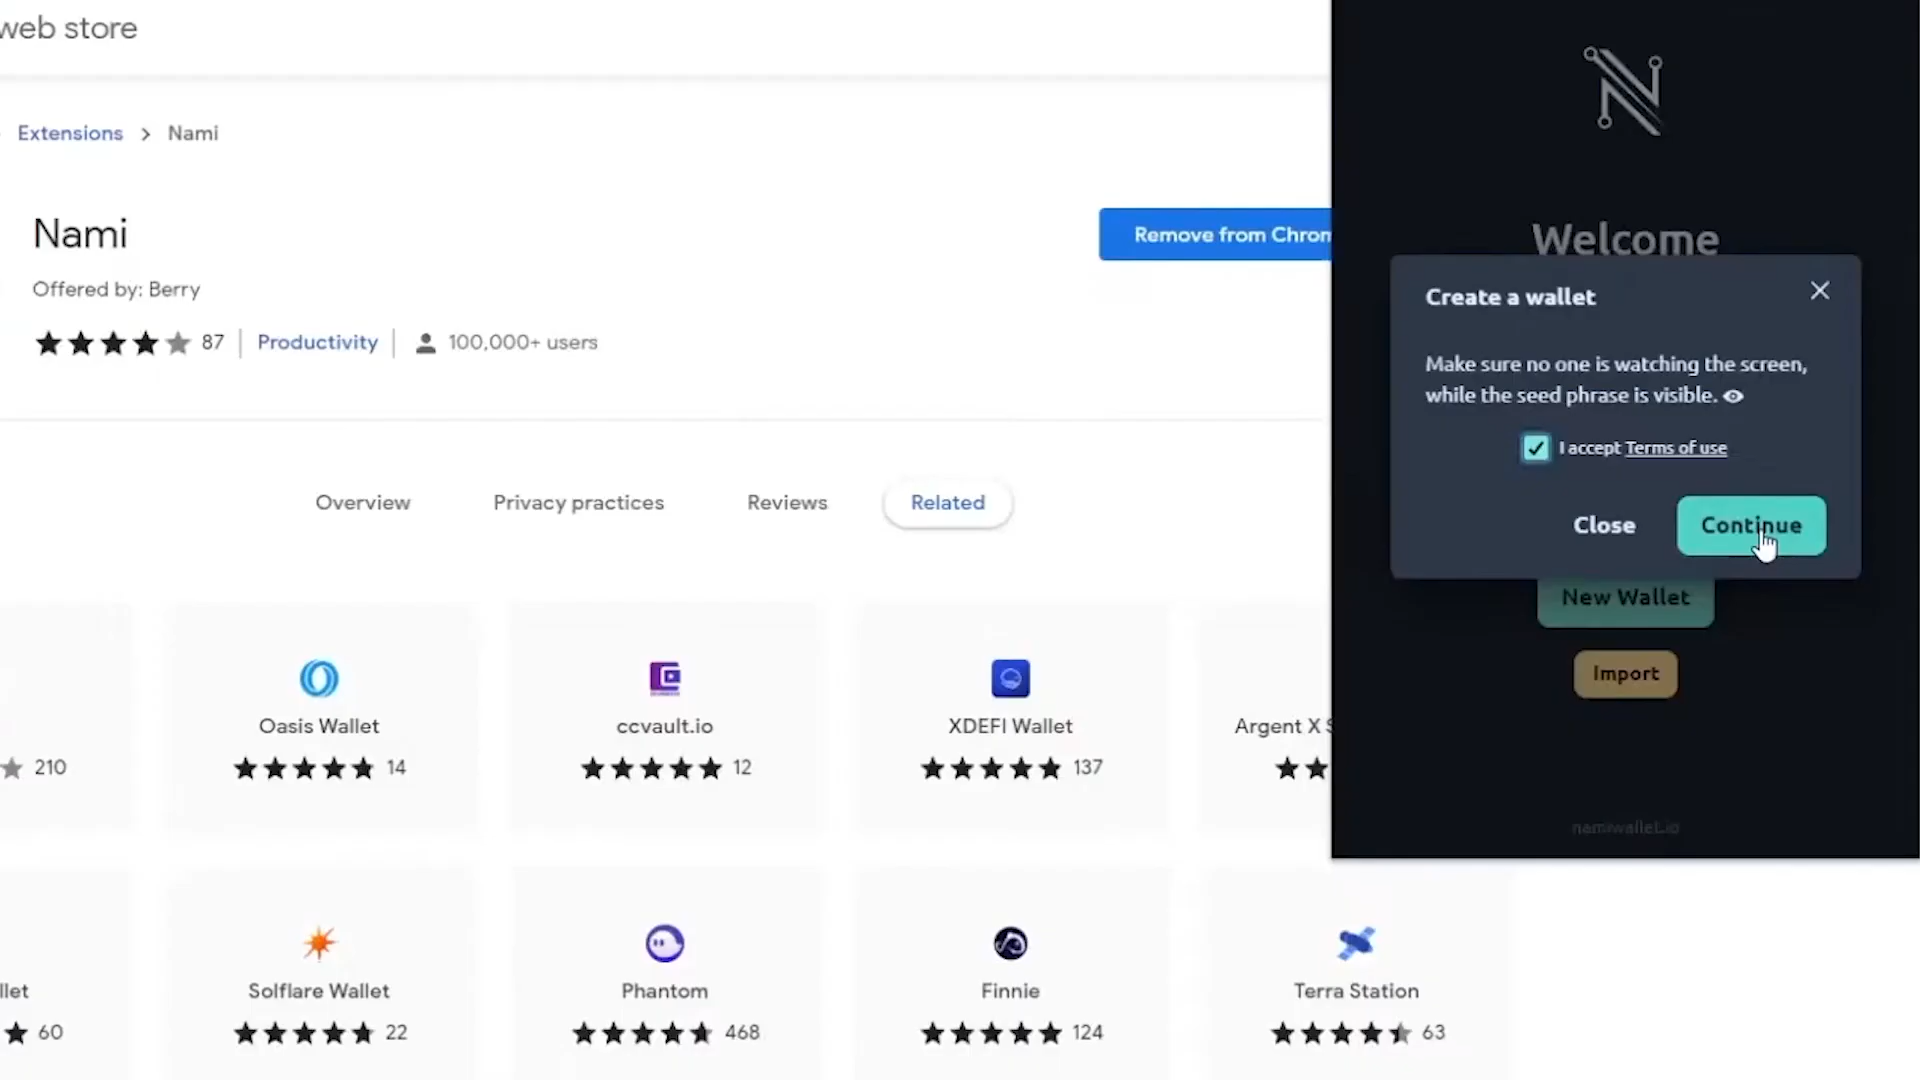 web store
Extensions > Nami
Nami
Remove from Chrom
Offered by: Berry
87 Productivity 100,000+ users
Overview
Privacy practices
Reviews
Related
210
Oasis Wallet
14
ccvault.io
12
XDEFI Wallet
137
Argent X S
llet
60
Solflare Wallet
22
Phantom
468
Finnie
124
Terra Station
63
Welcome
Create a wallet
Make sure no one is watching the screen,
while the seed phrase is visible.
I accept Terms of use
Close
Continue
New Wallet
Import
namiwallet.io